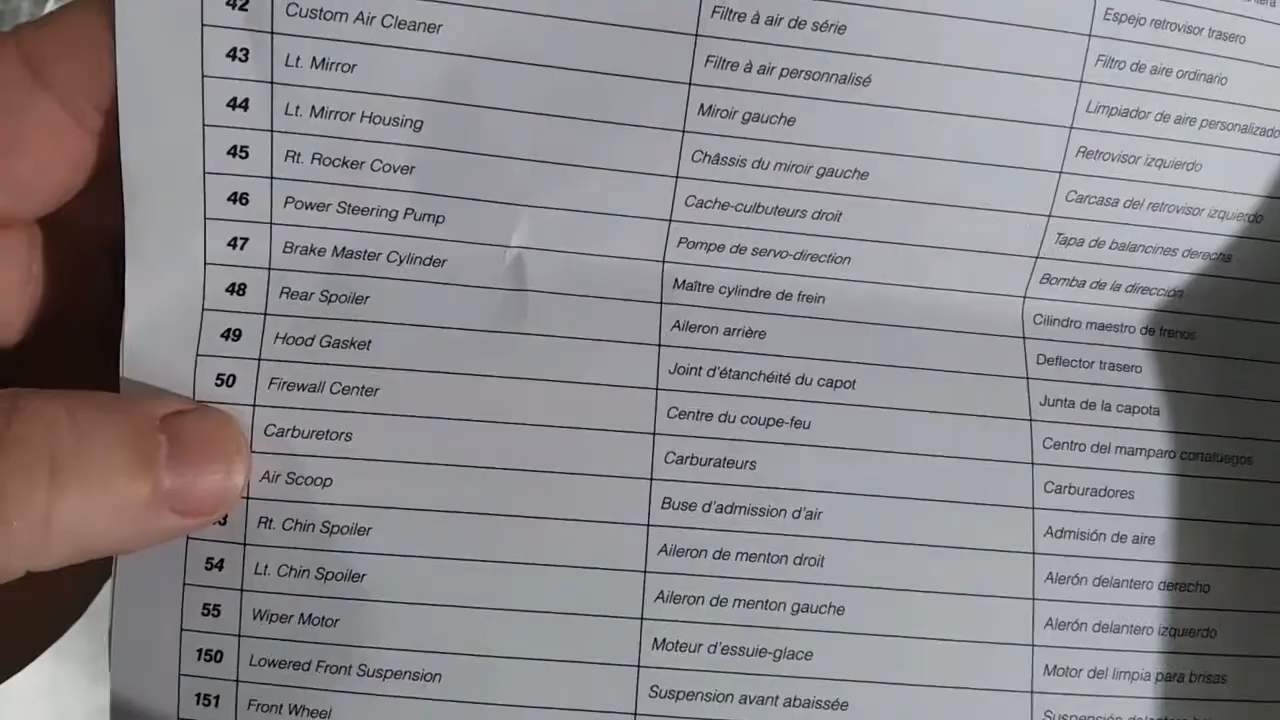 Espejo retrovisor trasero
Filtre à air de série Filtro de aire ordinario
42 Custom Air Cleaner Filtre à air personnalisé Limpiador de aire personalizado
43 Lt. Mirror Miroir gauche Retrovisor izquierdo
44 Lt. Mirror Housing Châssis du miroir gauche Carcasa del retrovisor izquierdo
45 Rt. Rocker Cover Cache-culbuteurs droit Tapa de balancines derecha
46 Power Steering Pump Pompe de servo-direction Bomba de la dirección
47 Brake Master Cylinder Maître cylindre de frein Cilindro maestro de frenos
48 Rear Spoiler Aileron arrière Deflector trasero
49 Hood Gasket Joint d'étanchéité du capot Junta de la capota
50 Firewall Center Centre du coupe-feu Centro del mamparo cortafuegos
Carburetors Carburateurs Carburadores
Air Scoop Buse d'admission d'air Admisión de aire
3 Rt. Chin Spoiler Aileron de menton droit Alerón delantero derecho
54 Lt. Chin Spoiler Aileron de menton gauche Alerón delantero izquierdo
55 Wiper Motor Moteur d'essuie-glace Motor del limpia para brisas
150 Lowered Front Suspension Suspension avant abaissée Suspensión
151 Front Wheel